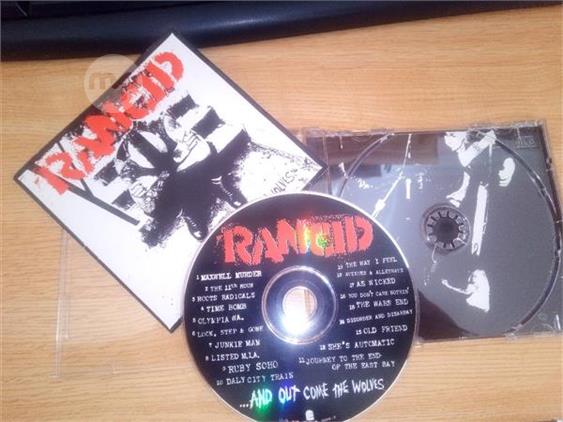 RANCID
WOLVES
RANCID
1 MAXWELL MURDER
2 THE 11th HOUR
3 ROOTS RADICALS
4 TIME BOMB
5 OLYMPIA WA.
6 LOCK, STEP & GONE
7 JUNKIE MAN
8 LISTED M.I.A.
9 RUBY SOHO
10 DALY CITY TRAIN
19 THE WAY I FEEL
18 AVENUES & ALLEYWAYS
17 AS WICKED
16 YOU DON'T CARE NOTHIN'
15 THE WARS END
14 DISORDER AND DISARRAY
13 OLD FRIEND
12 SHE'S AUTOMATIC
11 JOURNEY TO THE END
OF THE EAST BAY
...AND OUT COME THE WOLVES